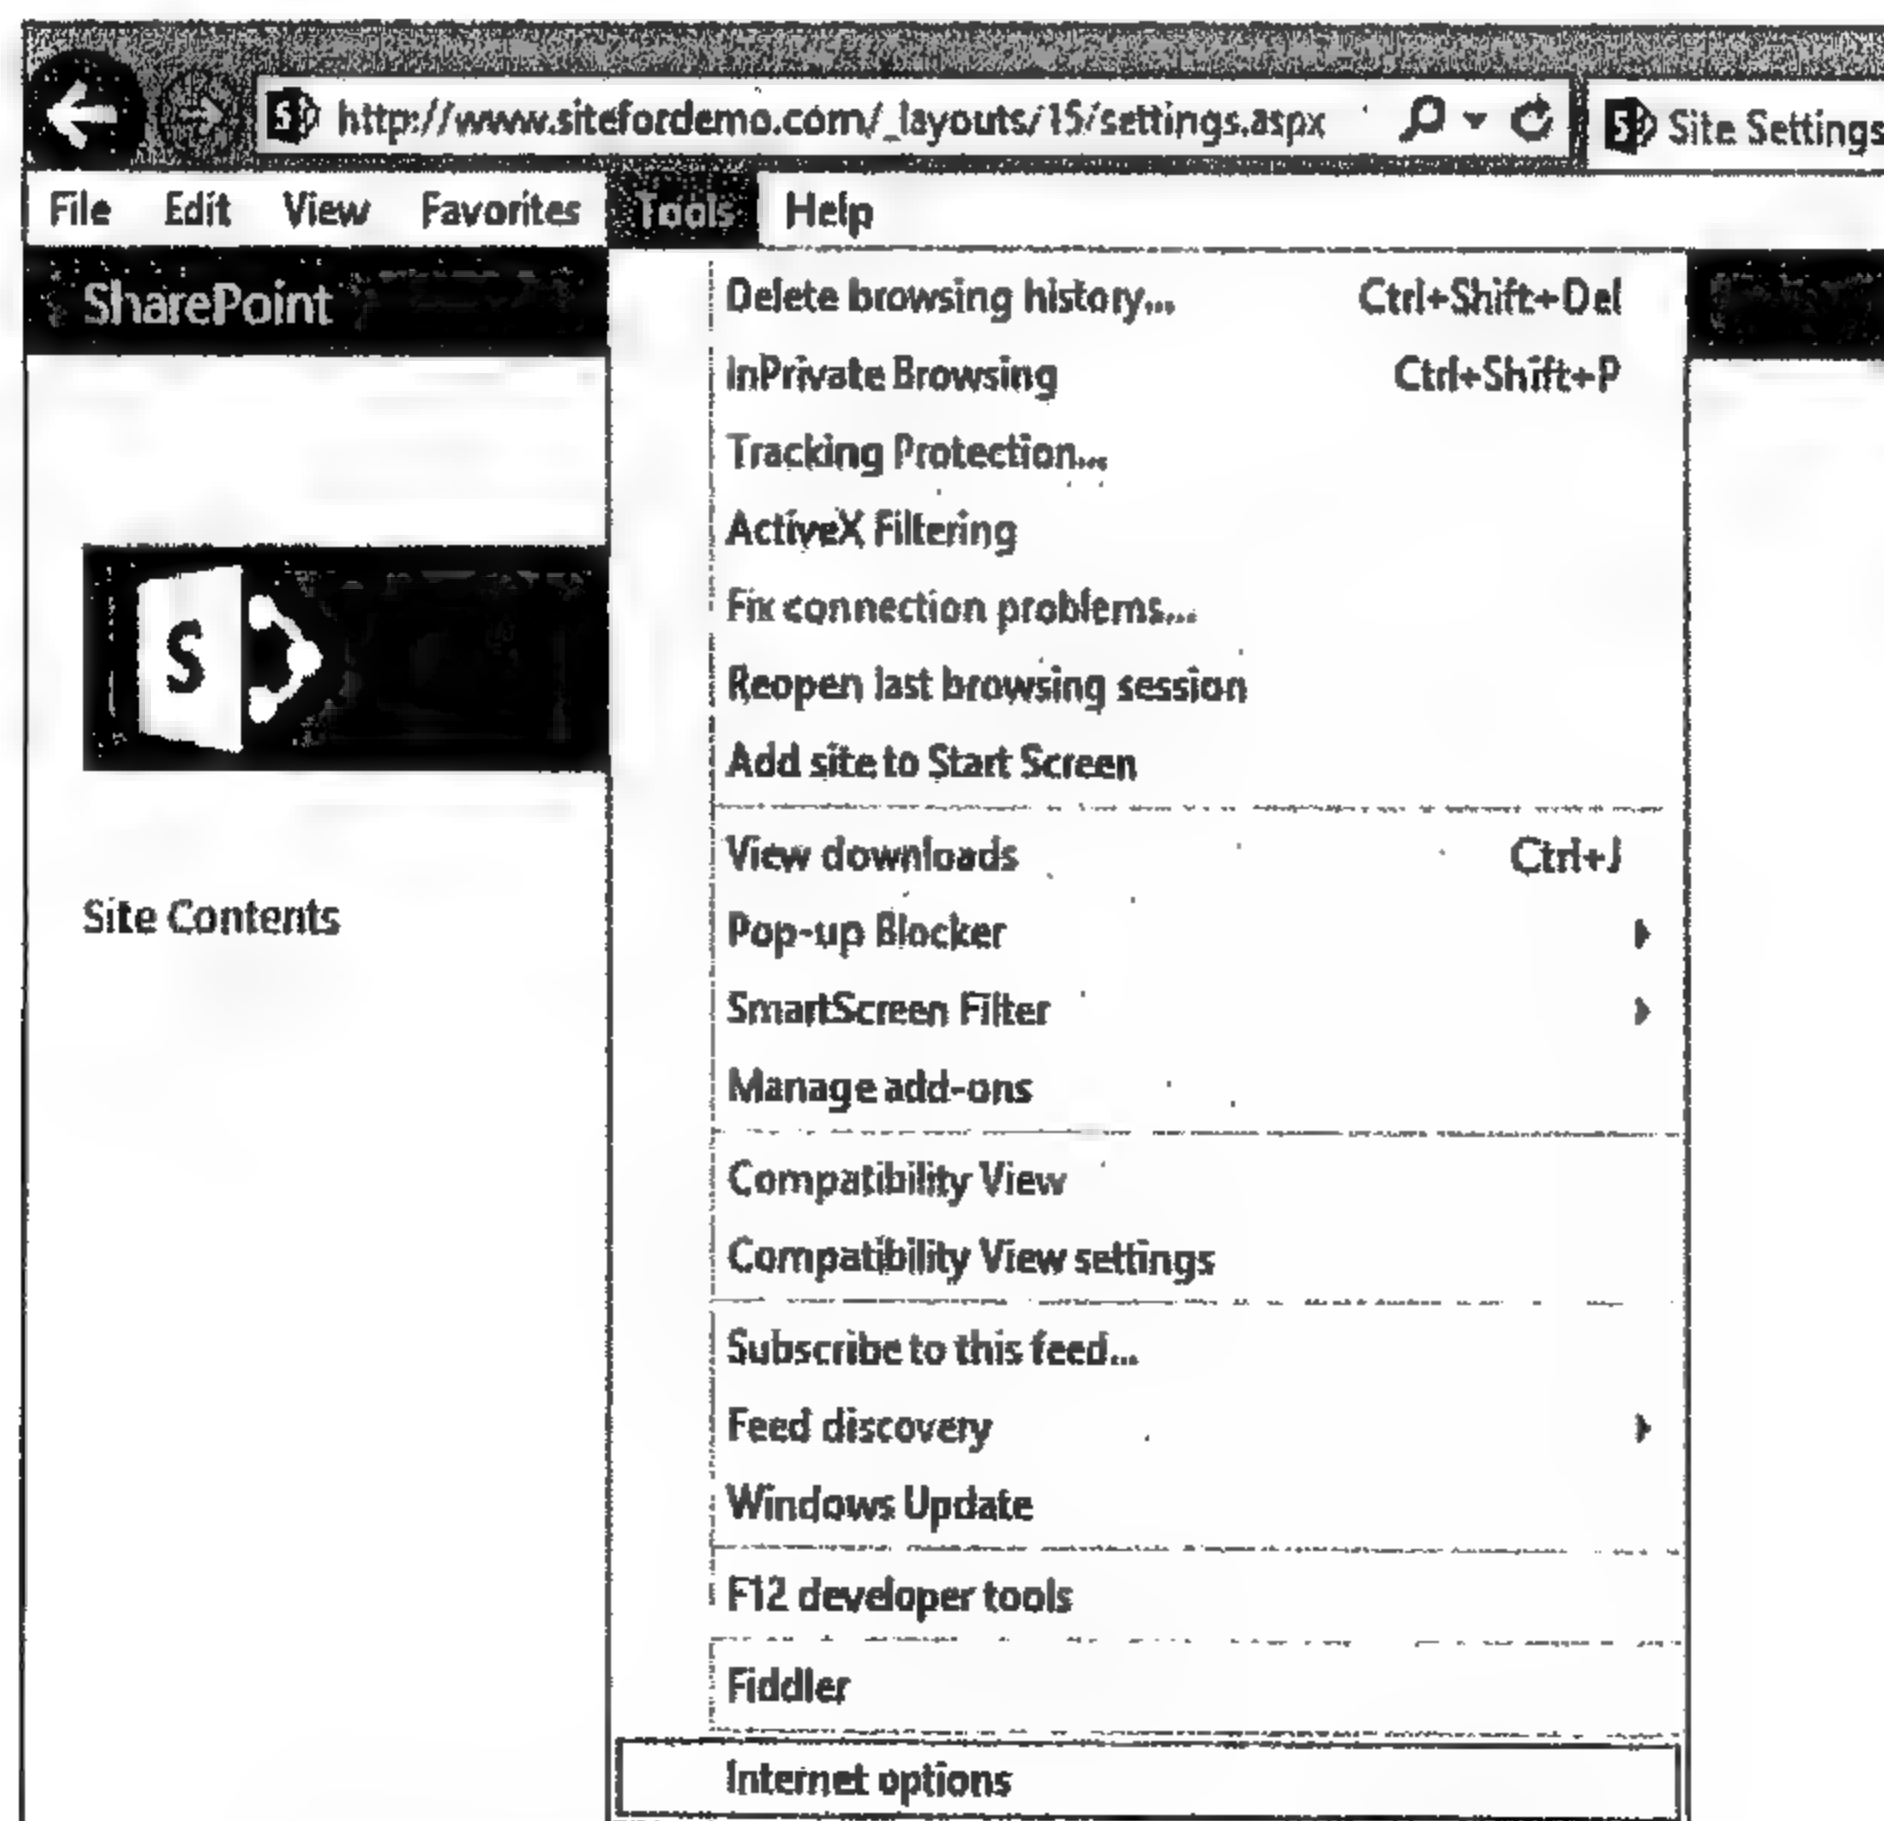 S http://www.sitefordemo.com/_layouts/15/settings.aspx S Site Settings
File Edit View Favorites Tools Help
SharePoint
Delete browsing history... Ctrl+Shift+Del
InPrivate Browsing Ctrl+Shift+P
Tracking Protection...
ActiveX Filtering
Fix connection problems...
S
Reopen last browsing session
Add site to Start Screen
View downloads Ctrl+J
Site Contents
Pop-up Blocker
SmartScreen Filter
Manage add-ons
Compatibility View
Compatibility View settings
Subscribe to this feed...
Feed discovery
Windows Update
F12 developer tools
Fiddler
Internet options